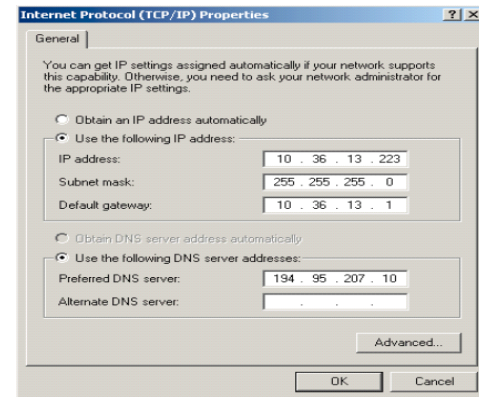 Internet Protocol (TCP/IP) Properties
General
You can get IP settings assigned automatically if your network supports
this capability. Otherwise, you need to ask your network administrator for
the appropriate IP settings.
Obtain an IP address automatically
Use the following IP address:
IP address: 10 . 36 . 13 . 223
Subnet mask: 255 . 255 . 255 . 0
Default gateway: 10 . 36 . 13 . 1
Obtain DNS server address automatically
Use the following DNS server addresses:
Preferred DNS server: 194 . 95 . 207 . 10
Alternate DNS server: . . .
Advanced...
OK Cancel